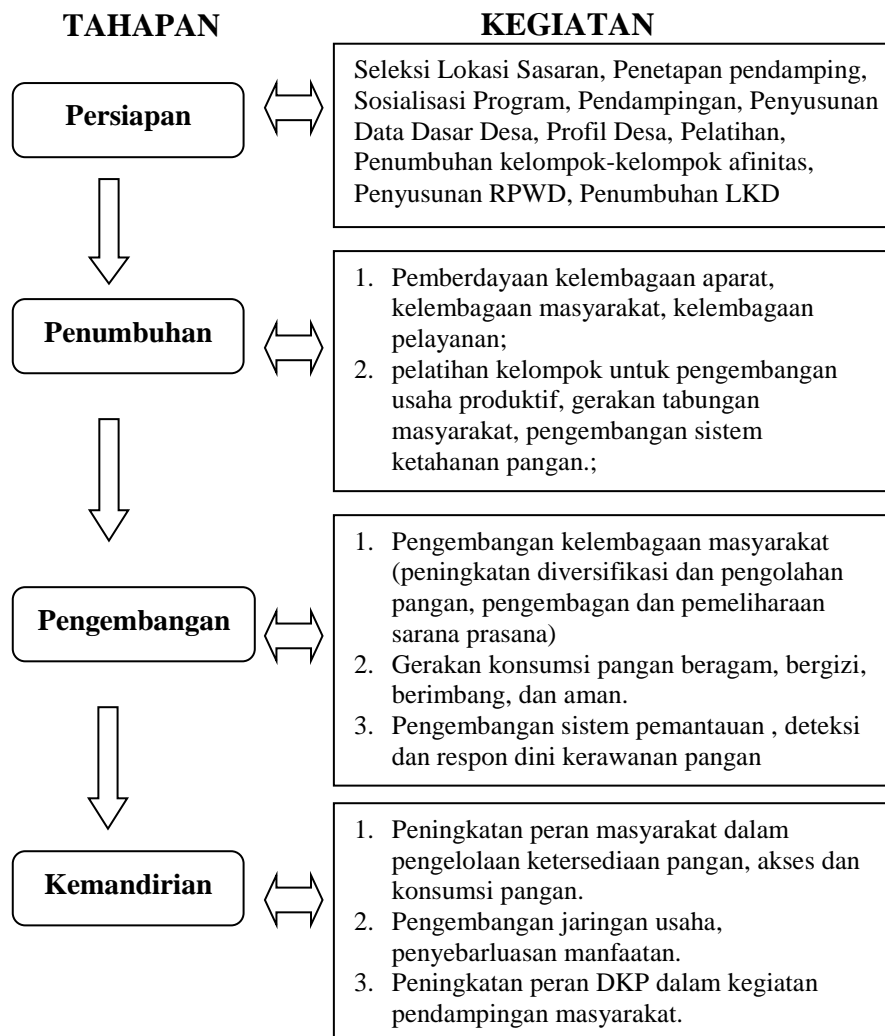 TAHAPAN
KEGIATAN
Persiapan
Seleksi Lokasi Sasaran, Penetapan pendamping,
Sosialisasi Program, Pendampingan, Penyusunan
Data Dasar Desa, Profil Desa, Pelatihan,
Penumbuhan kelompok-kelompok afinitas,
Penyusunan RPWD, Penumbuhan LKD
Penumbuhan
1. Pemberdayaan kelembagaan aparat,
kelembagaan masyarakat, kelembagaan
pelayanan;
2. pelatihan kelompok untuk pengembangan
usaha produktif, gerakan tabungan
masyarakat, pengembangan sistem
ketahanan pangan.;
Pengembangan
1. Pengembangan kelembagaan masyarakat
(peningkatan diversifikasi dan pengolahan
pangan, pengembagan dan pemeliharaan
sarana prasana)
2. Gerakan konsumsi pangan beragam, bergizi,
berimbang, dan aman.
3. Pengembangan sistem pemantauan , deteksi
dan respon dini kerawanan pangan
Kemandirian
1. Peningkatan peran masyarakat dalam
pengelolaan ketersediaan pangan, akses dan
konsumsi pangan.
2. Pengembangan jaringan usaha,
penyebarluasan manfaatan.
3. Peningkatan peran DKP dalam kegiatan
pendampingan masyarakat.